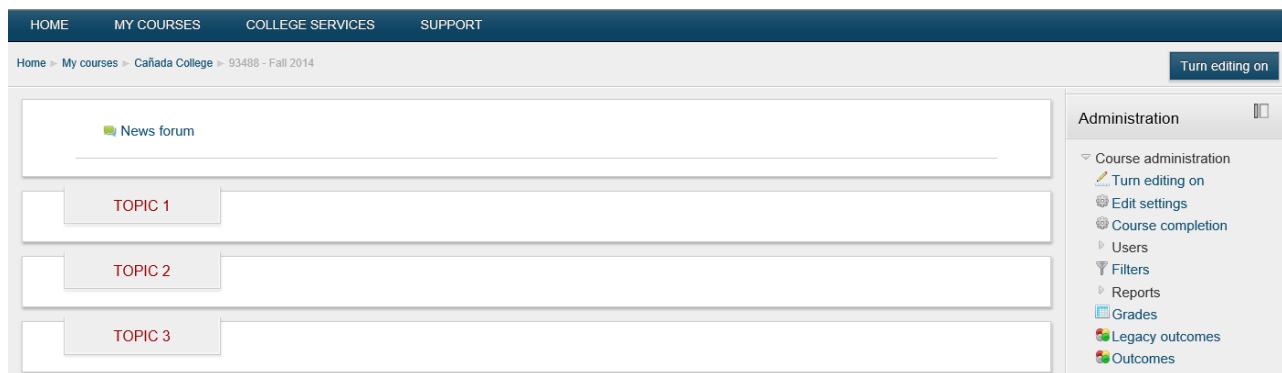 HOME MY COURSES COLLEGE SERVICES SUPPORT
Home ► My courses ► Cañada College ► 93488 - Fall 2014
Turn editing on
News forum
TOPIC 1
TOPIC 2
TOPIC 3
Administration
Course administration
Turn editing on
Edit settings
Course completion
Users
Filters
Reports
Grades
Legacy outcomes
Outcomes